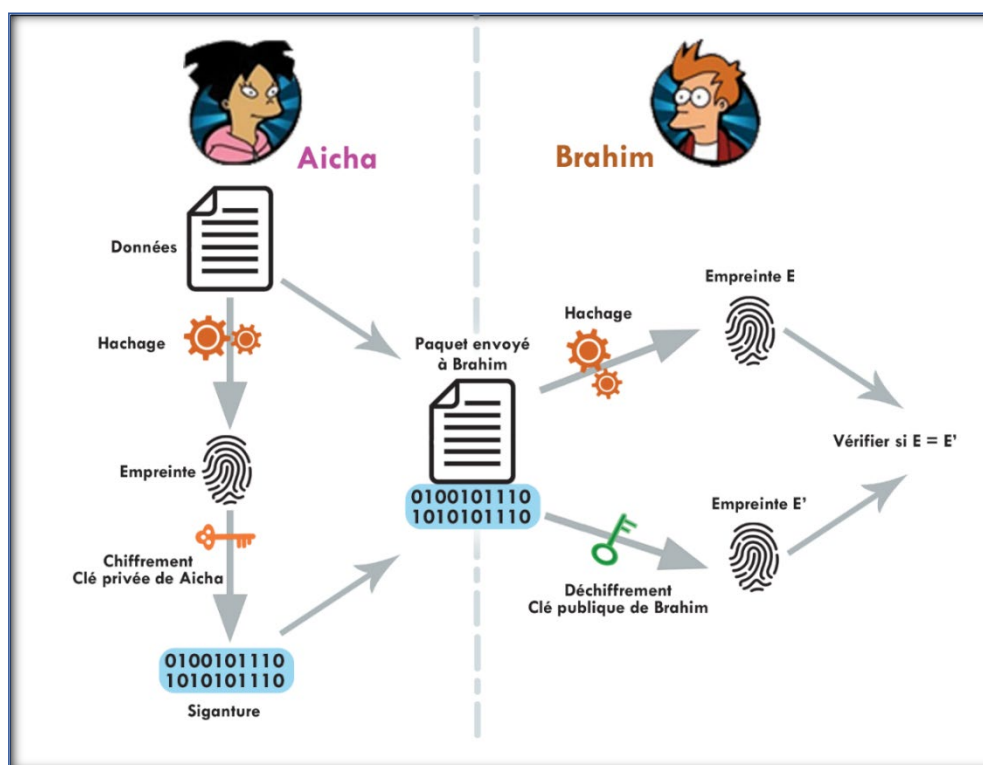 Aicha
Brahim
Données
Hachage
Empreinte
Chiffrement
Clé privée de Aicha
0100101110
1010101110
Siganture
Paquet envoyé
à Brahim
0100101110
1010101110
Hachage
Empreinte E
Déchiffrement
Clé publique de Brahim
Empreinte E’
Vérifier si E = E’